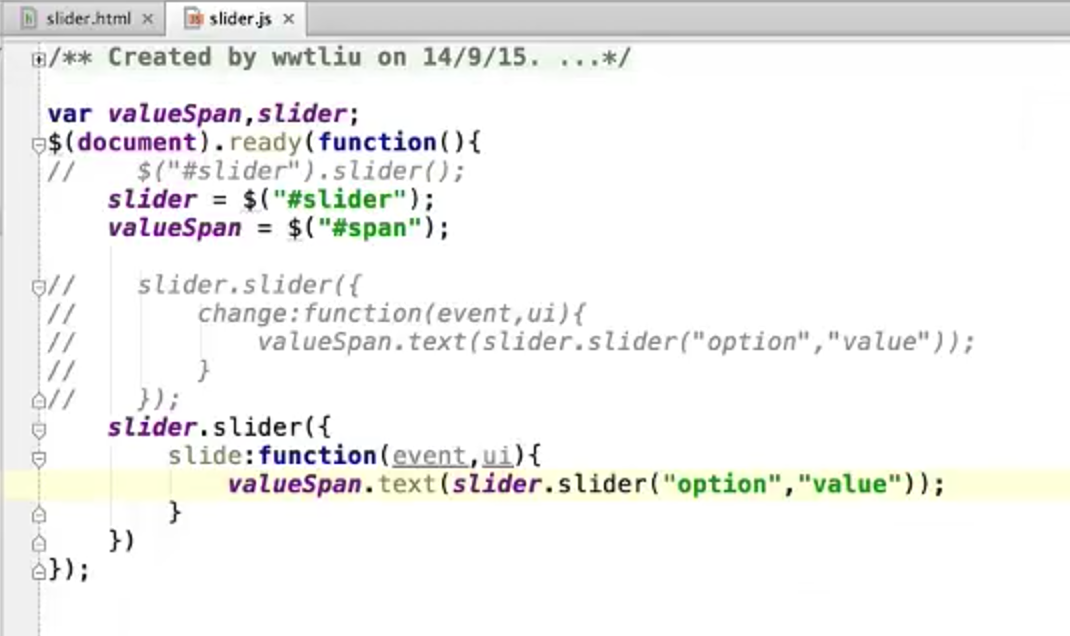 slider.html × slider.js ×
/** Created by wwtliu on 14/9/15. ...*/
var valueSpan,slider;
$(document).ready(function(){
//    $("#slider").slider();
    slider = $("#slider");
    valueSpan = $("#span");
//    slider.slider({
//        change:function(event,ui){
//            valueSpan.text(slider.slider("option","value"));
//        }
//    });
    slider.slider({
        slide:function(event,ui){
            valueSpan.text(slider.slider("option","value"));
        }
    })
});